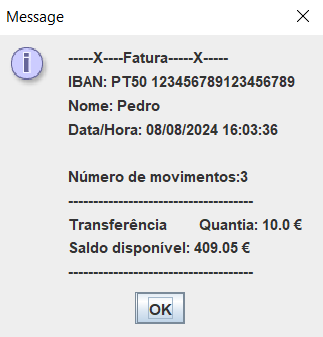 Message
-----X----Fatura-----X-----
IBAN: PT50 123456789123456789
Nome: Pedro
Data/Hora: 08/08/2024 16:03:36
Número de movimentos:3
-------------------------------------
Transferência Quantia: 10.0 €
Saldo disponível: 409.05 €
-------------------------------------
OK